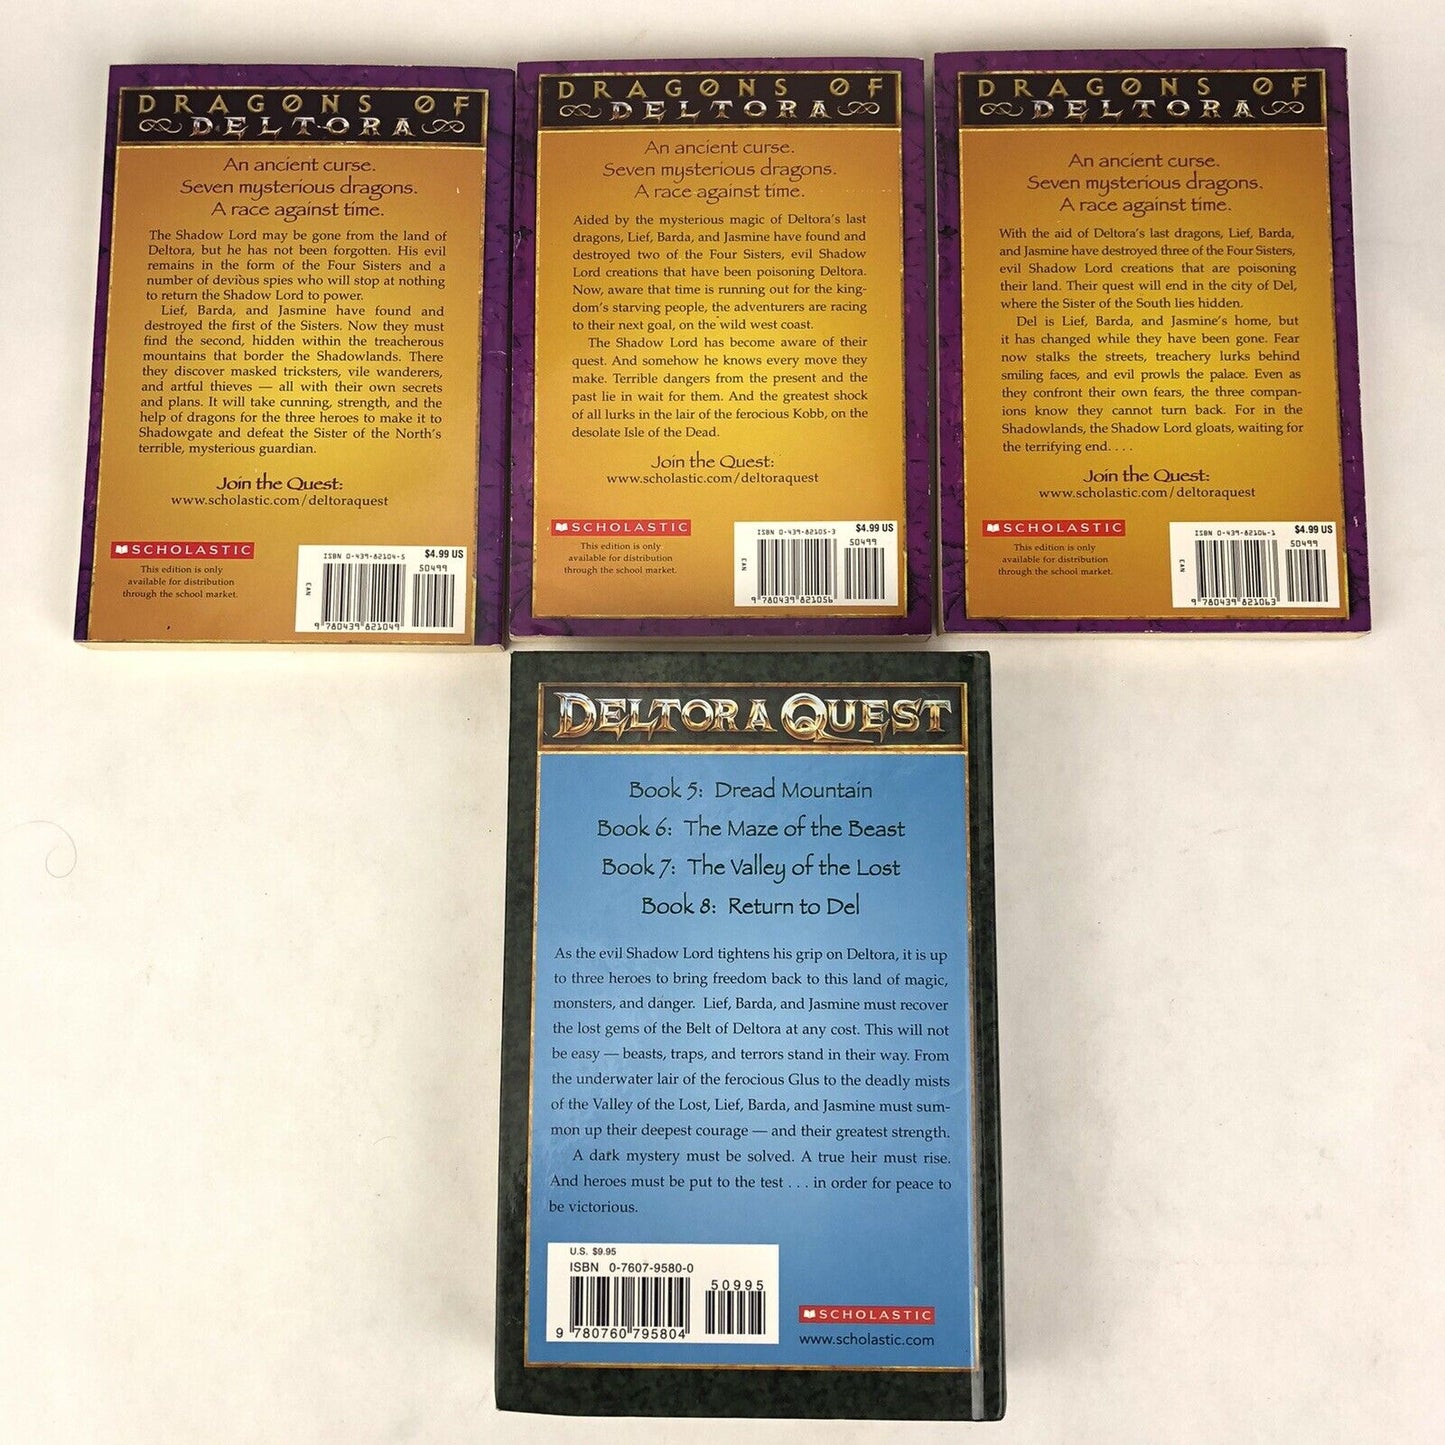 DRAGONS OF
DELTORA
An ancient curse.
Seven mysterious dragons.
A race against time.
The Shadow Lord may be gone from the land of
Deltora, but he has not been forgotten. His evil
remains in the form of the Four Sisters and a
number of devious spies who will stop at nothing
to return the Shadow Lord to power.
Lief, Barda, and Jasmine have found and
destroyed the first of the Sisters. Now they must
find the second, hidden within the treacherous
mountains that border the Shadowlands. There
they discover masked tricksters, vile wanderers,
and artful thieves — all with their own secrets
and plans. It will take cunning, strength, and the
help of dragons for the three heroes to make it to
Shadowgate and defeat the Sister of the North's
terrible, mysterious guardian.
Join the Quest:
www.scholastic.com/deltoraquest
SCHOLASTIC
This edition is only
available for distribution
through the school market.
ISBN 0-439-82104-5
$4.99 US
50499
EAN
9 780439 821049
DRAGONS OF
DELTORA
An ancient curse.
Seven mysterious dragons.
A race against time.
Aided by the mysterious magic of Deltora's last
dragons, Lief, Barda, and Jasmine have found and
destroyed two of the Four Sisters, evil Shadow
Lord creations that have been poisoning Deltora.
Now, aware that time is running out for the king-
dom's starving people, the adventurers are racing
to their next goal, on the wild west coast.
The Shadow Lord has become aware of their
quest. And somehow he knows every move they
make. Terrible dangers from the present and the
past lie in wait for them. And the greatest shock
of all lurks in the lair of the ferocious Kobb, on the
desolate Isle of the Dead.
Join the Quest:
www.scholastic.com/deltoraquest
SCHOLASTIC
This edition is only
available for distribution
through the school market.
ISBN 0-439-82105-3
$4.99 US
50499
EAN
9 780439 821056
DRAGONS OF
DELTORA
An ancient curse.
Seven mysterious dragons.
A race against time.
With the aid of Deltora's last dragons, Lief, Barda,
and Jasmine have destroyed three of the Four Sisters,
evil Shadow Lord creations that are poisoning
their land. Their quest will end in the city of Del,
where the Sister of the South lies hidden.
Del is Lief, Barda, and Jasmine's home, but
it has changed while they have been gone. Fear
now stalks the streets, treachery lurks behind
smiling faces, and evil prowls the palace. Even as
they confront their own fears, the three compan-
ions know they cannot turn back. For in the
Shadowlands, the Shadow Lord gloats, waiting for
the terrifying end. . . .
Join the Quest:
www.scholastic.com/deltoraquest
SCHOLASTIC
This edition is only
available for distribution
through the school market.
ISBN 0-439-82106-1
$4.99 US
50499
EAN
9 780439 821063
DELTORA QUEST
Book 5: Dread Mountain
Book 6: The Maze of the Beast
Book 7: The Valley of the Lost
Book 8: Return to Del
As the evil Shadow Lord tightens his grip on Deltora, it is up
to three heroes to bring freedom back to this land of magic,
monsters, and danger. Lief, Barda, and Jasmine must recover
the lost gems of the Belt of Deltora at any cost. This will not
be easy — beasts, traps, and terrors stand in their way. From
the underwater lair of the ferocious Glus to the deadly mists
of the Valley of the Lost, Lief, Barda, and Jasmine must sum-
mon up their deepest courage — and their greatest strength.
A dark mystery must be solved. A true heir must rise.
And heroes must be put to the test . . . in order for peace to
be victorious.
U.S. $9.95
ISBN 0-7607-9580-0
50995
9 780760 795804
SCHOLASTIC
www.scholastic.com